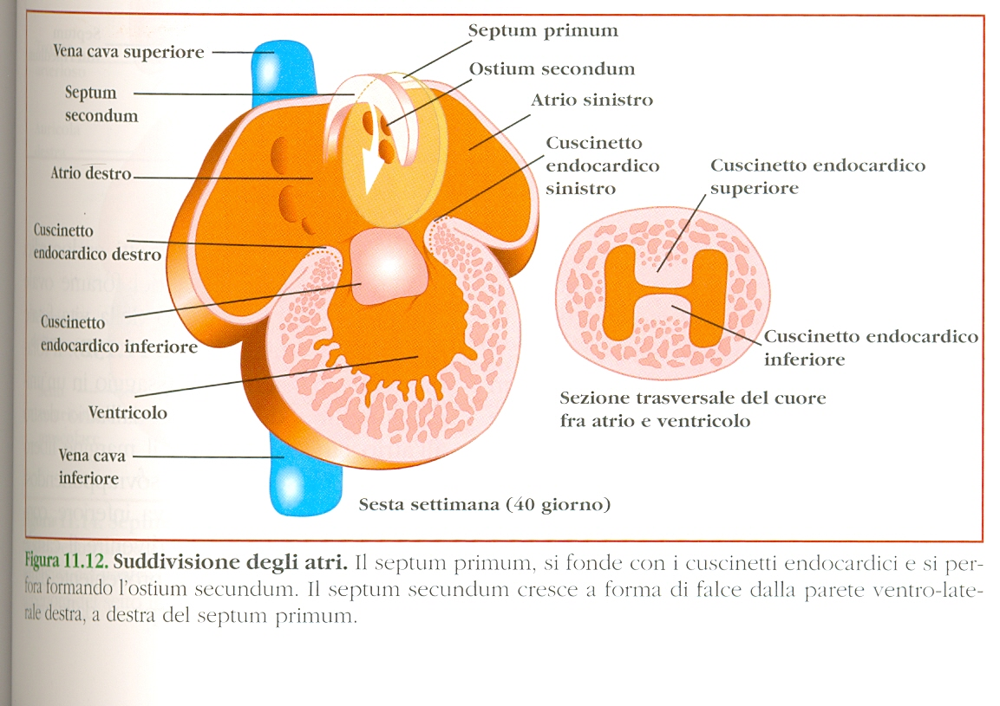 Vena cava superiore
Septum
secondum
Atrio destro
Cuscinetto
endocardico destro
Cuscinetto
endocardico inferiore
Ventricolo
Vena cava
inferiore
Septum primum
Ostium secondum
Atrio sinistro
Cuscinetto
endocardico
sinistro
Cuscinetto endocardico
superiore
Cuscinetto endocardico
inferiore
Sezione trasversale del cuore
fra atrio e ventricolo
Sesta settimana (40 giorno)
Figura 11.12. Suddivisione degli atri. Il septum primum, si fonde con i cuscinetti endocardici e si per-
fora formando l'ostium secundum. Il septum secundum cresce a forma di falce dalla parete ventro-late-
rale destra, a destra del septum primum.